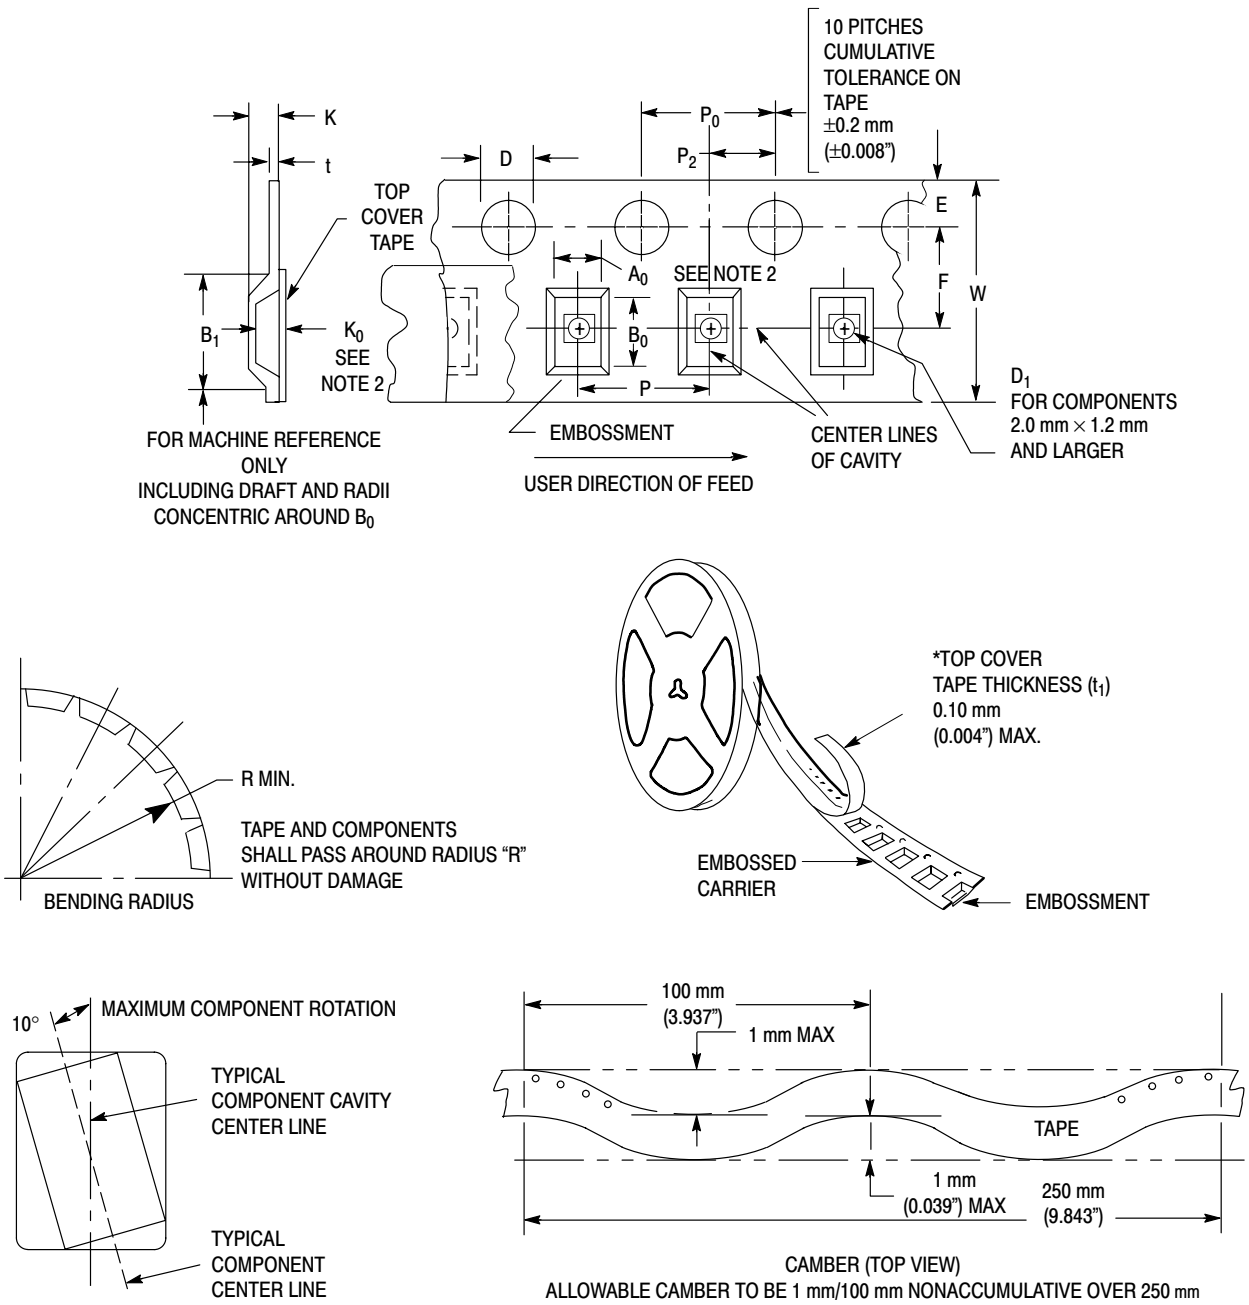 10 PITCHES
CUMULATIVE
TOLERANCE ON
TAPE
±0.2 mm
(±0.008”)
K
t
P0
P2
D
TOP
COVER
TAPE
E
A0
SEE NOTE 2
F
W
B1
K0
SEE
NOTE 2
B0
P
D1
FOR COMPONENTS
2.0 mm × 1.2 mm
AND LARGER
FOR MACHINE REFERENCE
ONLY
INCLUDING DRAFT AND RADII
CONCENTRIC AROUND B0
EMBOSSMENT
CENTER LINES
OF CAVITY
USER DIRECTION OF FEED
*TOP COVER
TAPE THICKNESS (t1)
0.10 mm
(0.004”) MAX.
R MIN.
TAPE AND COMPONENTS
SHALL PASS AROUND RADIUS “R”
WITHOUT DAMAGE
BENDING RADIUS
EMBOSSED
CARRIER
EMBOSSMENT
10°
MAXIMUM COMPONENT ROTATION
TYPICAL
COMPONENT CAVITY
CENTER LINE
TYPICAL
COMPONENT
CENTER LINE
100 mm
(3.937”)
1 mm MAX
TAPE
1 mm
(0.039”) MAX
250 mm
(9.843”)
CAMBER (TOP VIEW)
ALLOWABLE CAMBER TO BE 1 mm/100 mm NONACCUMULATIVE OVER 250 mm